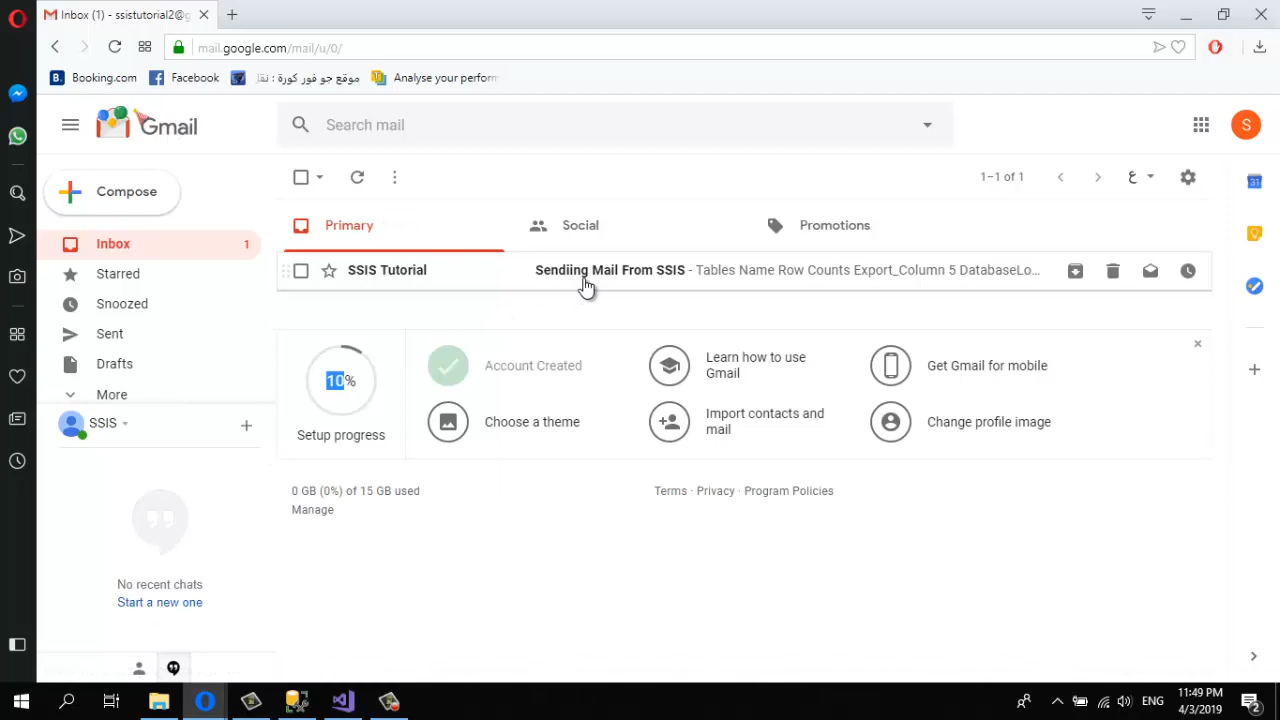 Inbox (1) - ssistutorial2@g
mail.google.com/mail/u/0/
B. Booking.com
Facebook
موقع جو فور كورة : نقل
Analyse your perform
Gmail
Search mail
S
Compose
1–1 of 1
ع
Primary
Social
Promotions
Inbox 1
Starred
Snoozed
Sent
Drafts
More
SSIS Tutorial
Sendiing Mail From SSIS - Tables Name Row Counts Export_Column 5 DatabaseLo...
10%
Setup progress
Account Created
Learn how to use
Gmail
Get Gmail for mobile
Choose a theme
Import contacts and
mail
Change profile image
SSIS
0 GB (0%) of 15 GB used
Manage
Terms · Privacy · Program Policies
No recent chats
Start a new one
31
ENG
11:49 PM
4/3/2019
2